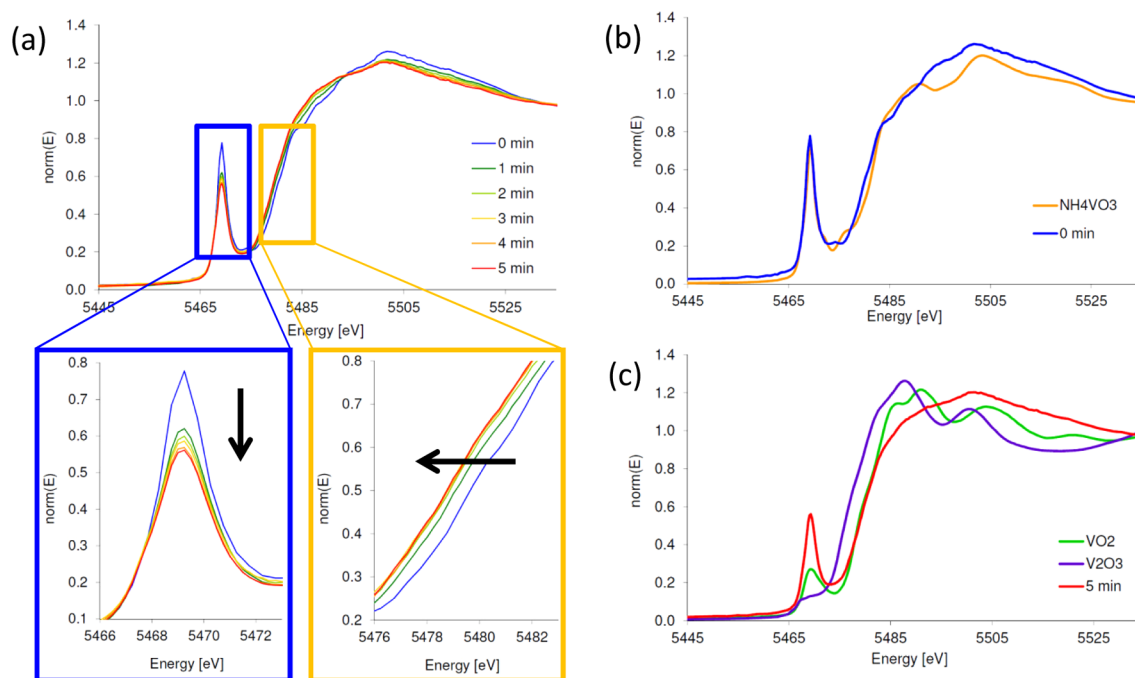 (a)
1.4
1.2
1.0
0.8
0.6
0.4
0.2
0.0
norm(E)
0 min
1 min
2 min
3 min
4 min
5 min
5445
5465
5485
5505
5525
Energy [eV]
0.8
0.7
0.6
0.5
0.4
0.3
0.2
0.1
norm(E)
5466
5468
5470
5472
Energy [eV]
0.8
0.7
0.6
0.5
0.4
0.3
0.2
norm(E)
5476
5478
5480
5482
Energy [eV]
(b)
1.4
1.2
1.0
0.8
0.6
0.4
0.2
0.0
norm(E)
NH4VO3
0 min
5445
5465
5485
5505
5525
Energy [eV]
(c)
1.4
1.2
1.0
0.8
0.6
0.4
0.2
0.0
norm(E)
VO2
V2O3
5 min
5445
5465
5485
5505
5525
Energy [eV]